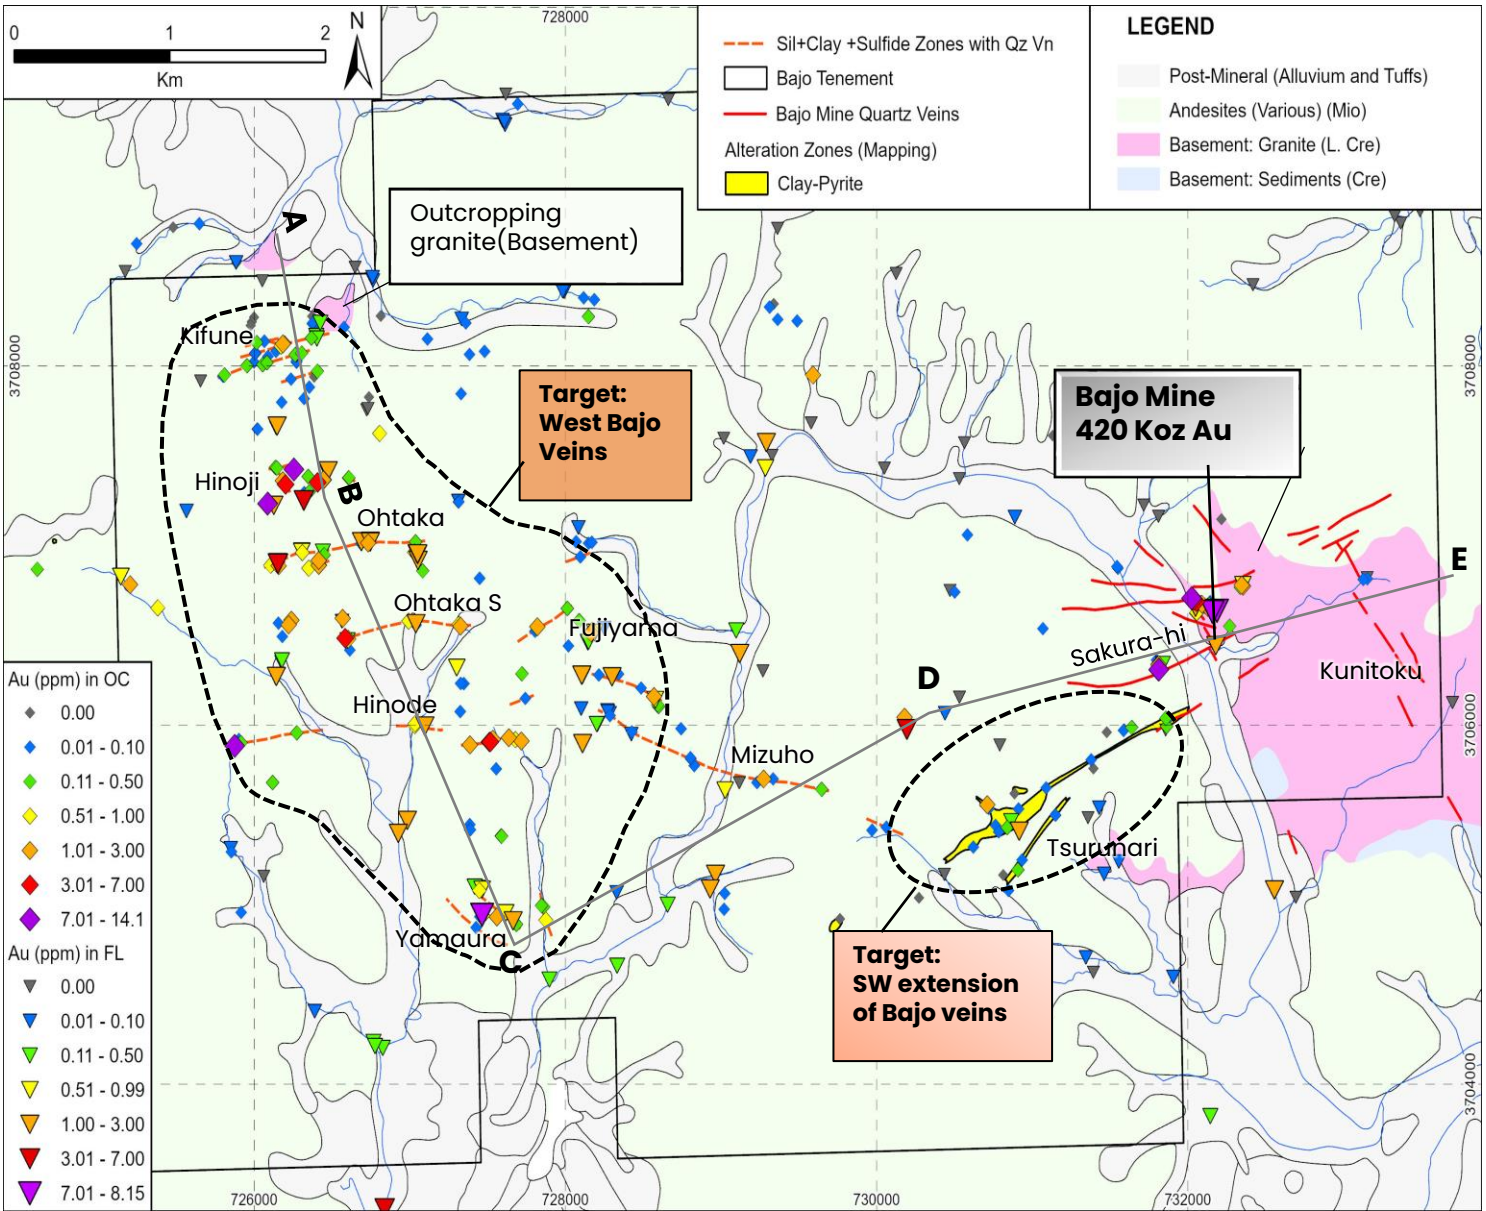 0
1
2
Km
N
728000
Sil+Clay +Sulfide Zones with Qz Vn
Bajo Tenement
Bajo Mine Quartz Veins
Alteration Zones (Mapping)
Clay-Pyrite
LEGEND
Post-Mineral (Alluvium and Tuffs)
Andesites (Various) (Mio)
Basement: Granite (L. Cre)
Basement: Sediments (Cre)
A
Outcropping
granite(Basement)
Kifune
3708000
3708000
Target:
West Bajo
Veins
Bajo Mine
420 Koz Au
Hinoji
B
Ohtaka
E
Ohtaka S
Fujiyama
Sakura-hi
Kunitoku
D
Hinode
3706000
Mizuho
Tsurunari
Yamaura
C
Target:
SW extension
of Bajo veins
3704000
Au (ppm) in OC
0.00
0.01 - 0.10
0.11 - 0.50
0.51 - 1.00
1.01 - 3.00
3.01 - 7.00
7.01 - 14.1
Au (ppm) in FL
0.00
0.01 - 0.10
0.11 - 0.50
0.51 - 0.99
1.00 - 3.00
3.01 - 7.00
7.01 - 8.15
726000
728000
730000
732000